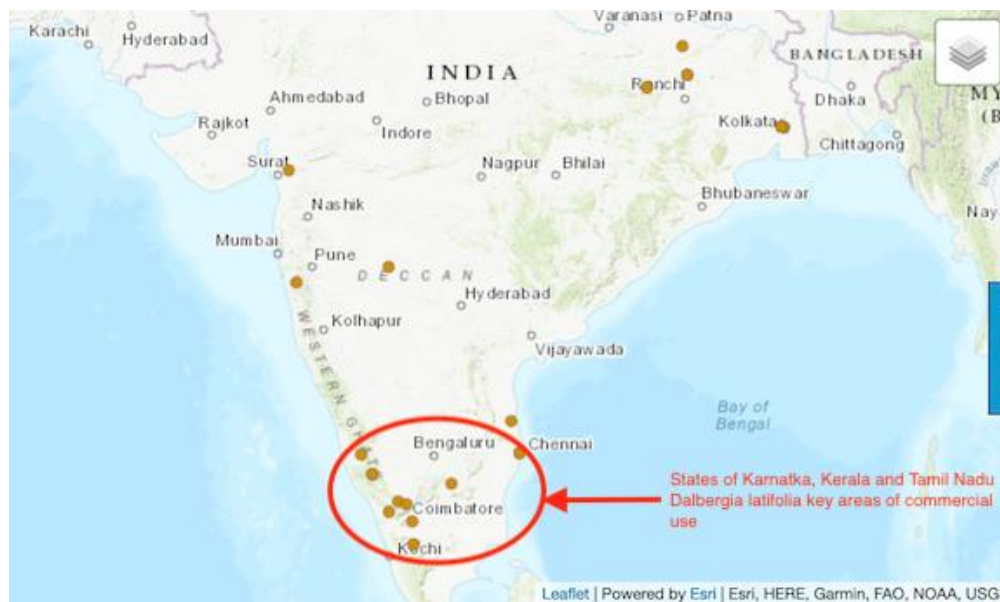 Karachi
Hyderabad
Varanasi
Patna
INDIA
BANGLADESH
MY
(B
Ahmedabad
Bhopal
Ranchi
Dhaka
Rajkot
Indore
Kolkata
Chittagong
Surat
Nagpur
Bhilai
Bhubaneswar
Nay
Nashik
Mumbai
Pune
DECCAN
Hyderabad
Kolhapur
WESTERN GHATS
Vijayawada
Bay of
Bengal
Bengaluru
Chennai
Coimbatore
Kochi
States of Karnatka, Kerala and Tamil Nadu
Dalbergia latifolia key areas of commercial
use
Leaflet | Powered by Esri | Esri, HERE, Garmin, FAO, NOAA, USG